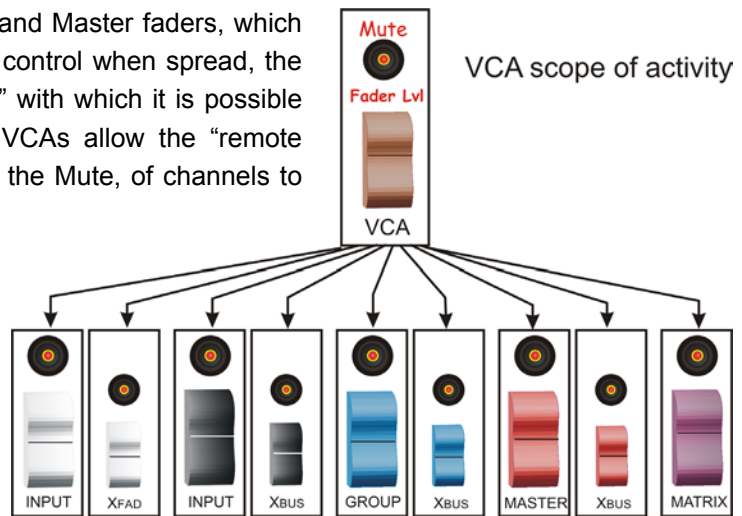 and Master faders, which
control when spread, the
” with which it is possible
VCAs allow the “remote
the Mute, of channels to
Mute
Fader Lvl
VCA
VCA scope of activity
INPUT
XFAD
INPUT
XBUS
GROUP
XBUS
MASTER
XBUS
MATRIX